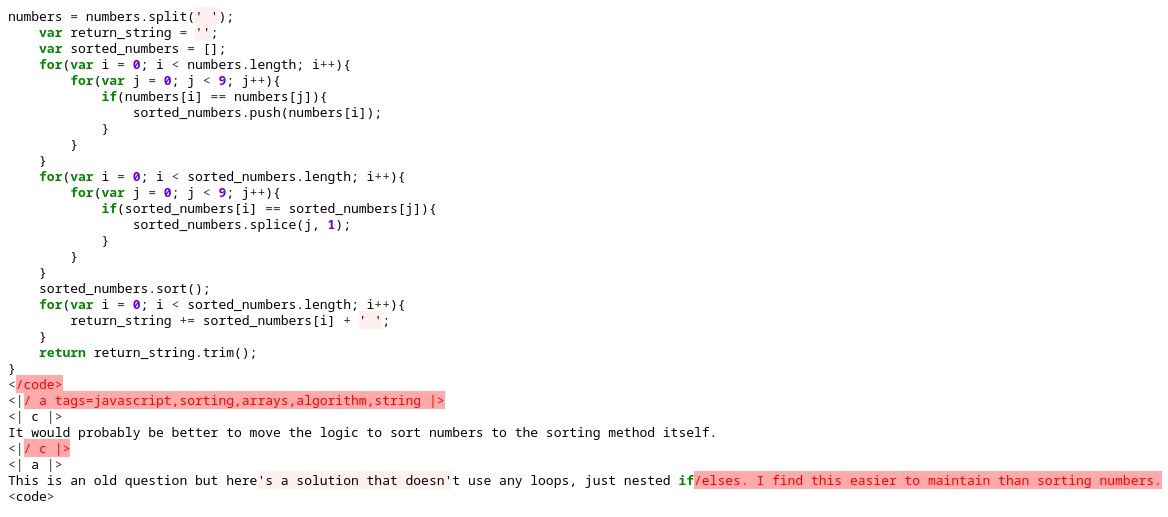 numbers = numbers.split(' ');
    var return_string = '';
    var sorted_numbers = [];
    for(var i = 0; i < numbers.length; i++){
        for(var j = 0; j < 9; j++){
            if(numbers[i] == numbers[j]){
                sorted_numbers.push(numbers[i]);
            }
        }
    }
    for(var i = 0; i < sorted_numbers.length; i++){
        for(var j = 0; j < 9; j++){
            if(sorted_numbers[i] == sorted_numbers[j]){
                sorted_numbers.splice(j, 1);
            }
        }
    }
    sorted_numbers.sort();
    for(var i = 0; i < sorted_numbers.length; i++){
        return_string += sorted_numbers[i] + ' ';
    }
    return return_string.trim();
}
</code>
<|/ a tags=javascript,sorting,arrays,algorithm,string |>
<| c |>
It would probably be better to move the logic to sort numbers to the sorting method itself.
<|/ c |>
<| a |>
This is an old question but here's a solution that doesn't use any loops, just nested if/elses. I find this easier to maintain than sorting numbers.
<code>